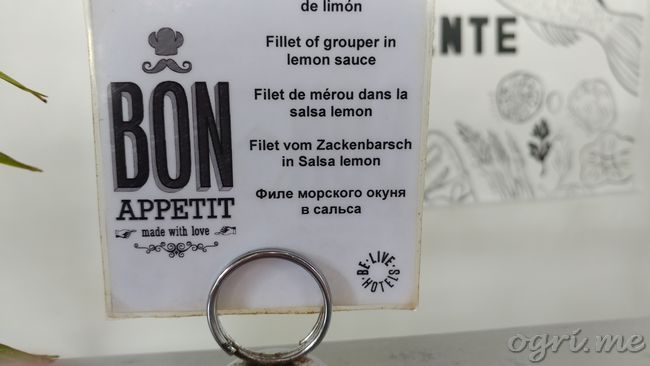 de limón
Fillet of grouper in
lemon sauce
Filet de mérou dans la
salsa lemon
Filet vom Zackenbarsch
in Salsa lemon
Филе морского окуня
в сальса
BON
APPETIT
made with love
BE·LIVE·HOTELS
ENTE
ogri.me